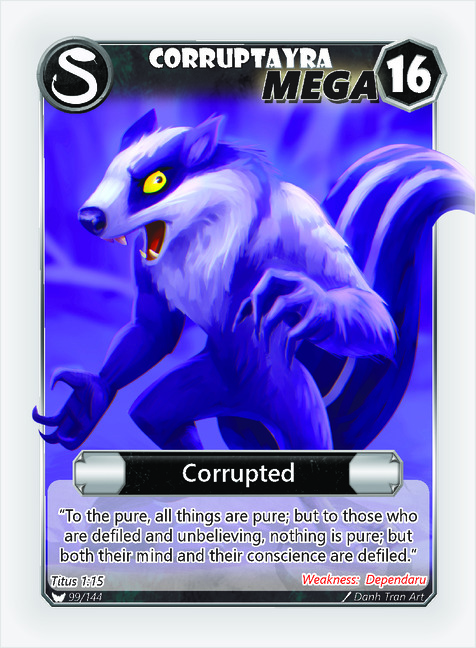 S
CORRUPTAYRA
MEGA
16
Corrupted
“To the pure, all things are pure; but to those who
are defiled and unbelieving, nothing is pure; but
both their mind and their conscience are defiled.”
Titus 1:15
Weakness: Dependaru
99/144
Danh Tran Art